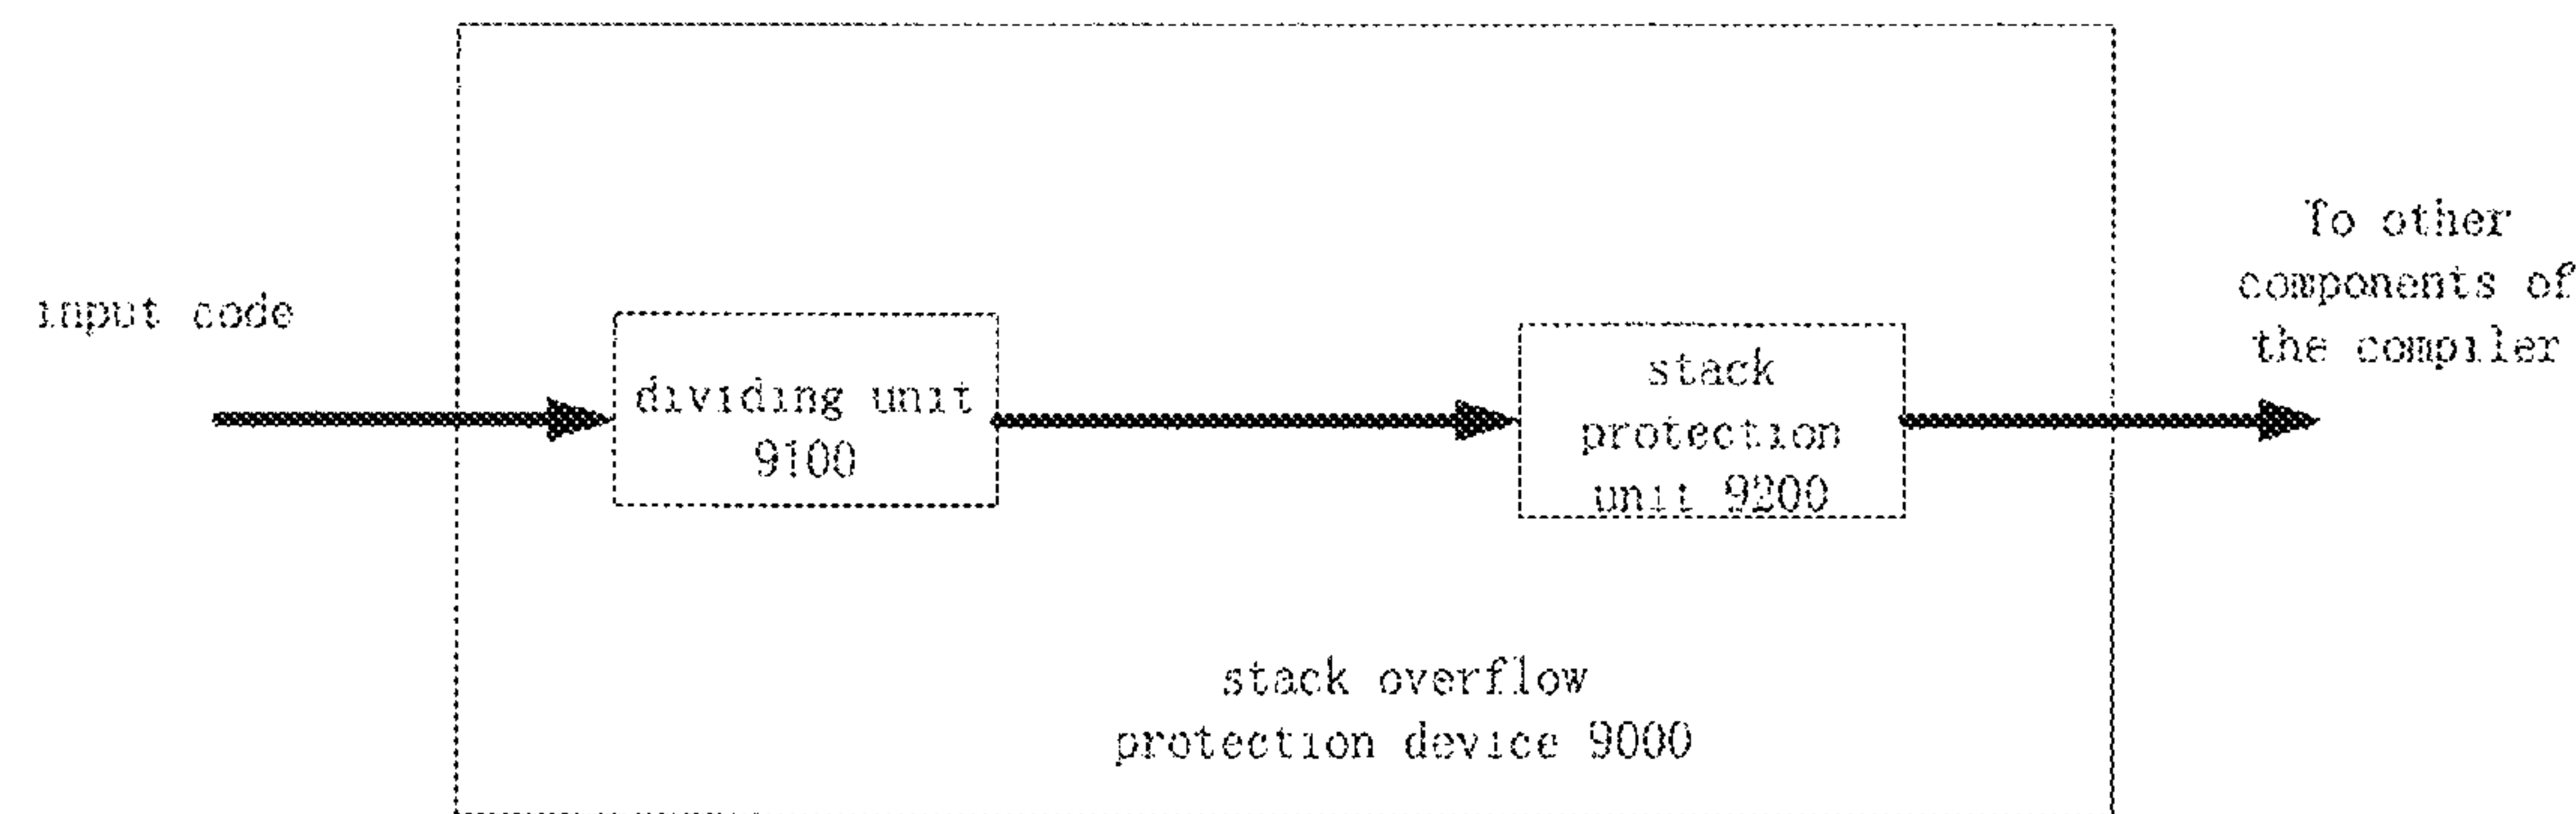 input code
dividing unit
9100
stack
protection
unit 9200
To other
components of
the compiler
stack overflow
protection device 9000